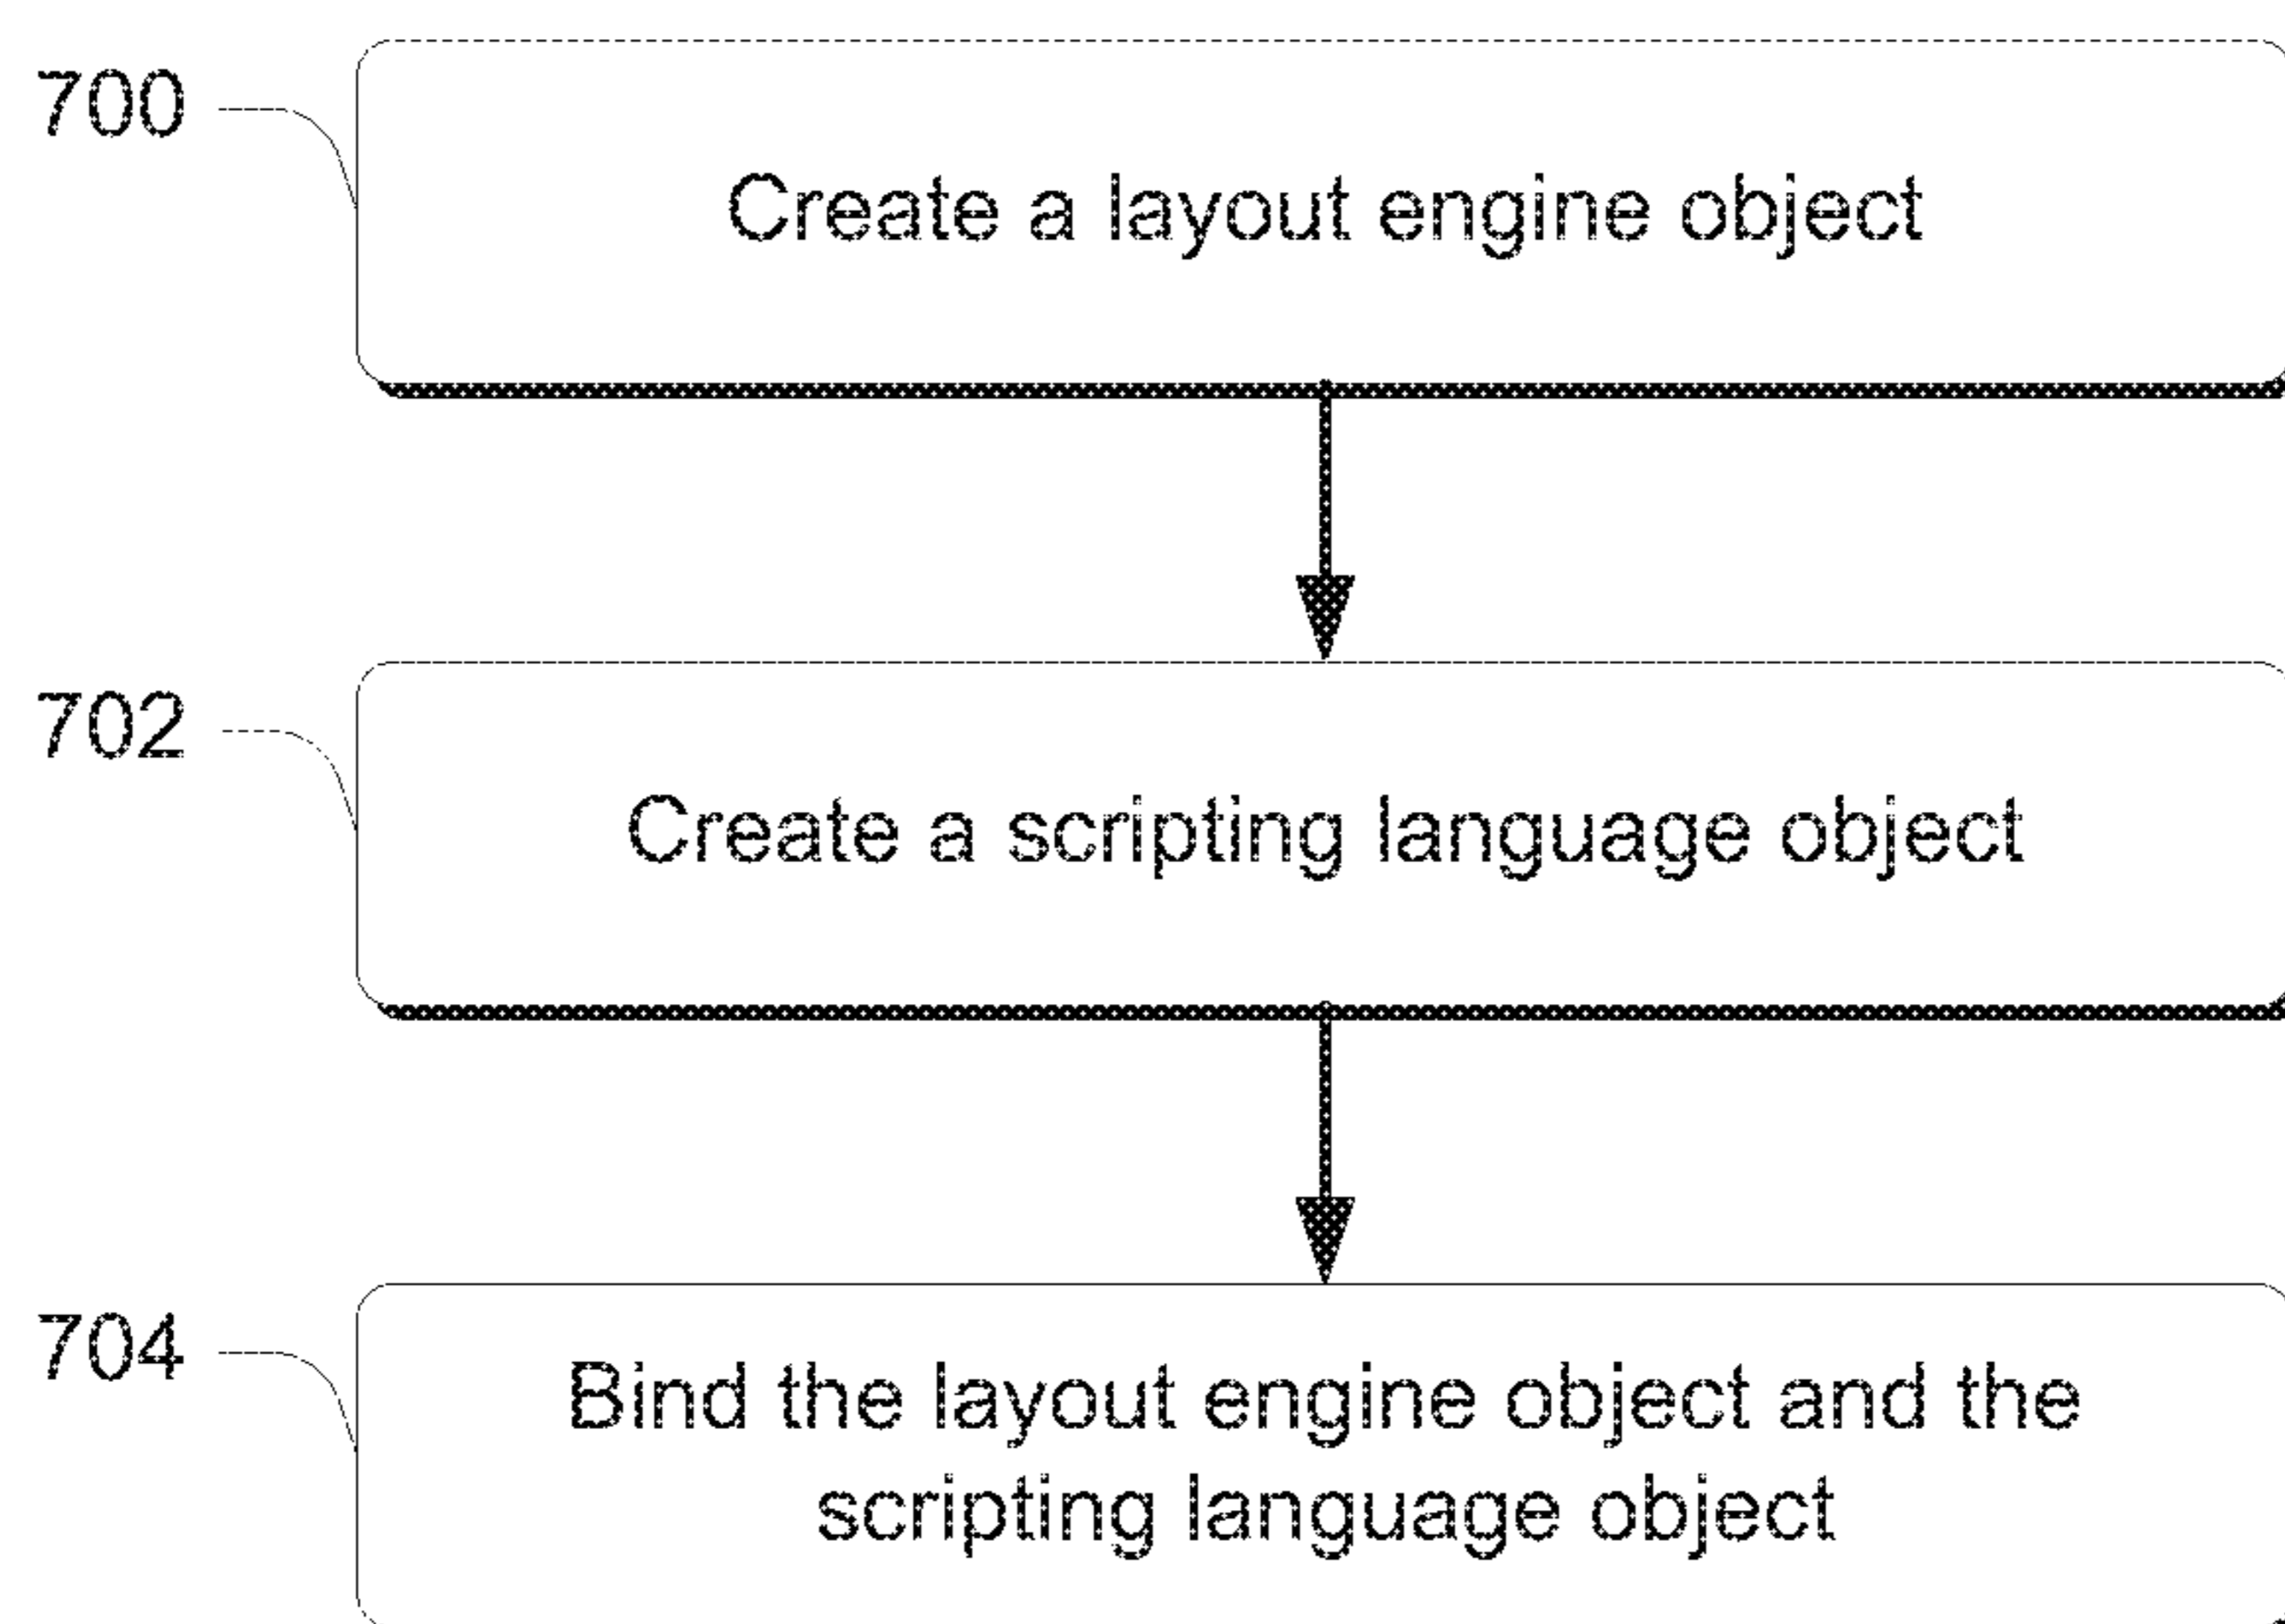 700
Create a layout engine object
702
Create a scripting language object
704
Bind the layout engine object and the
scripting language object